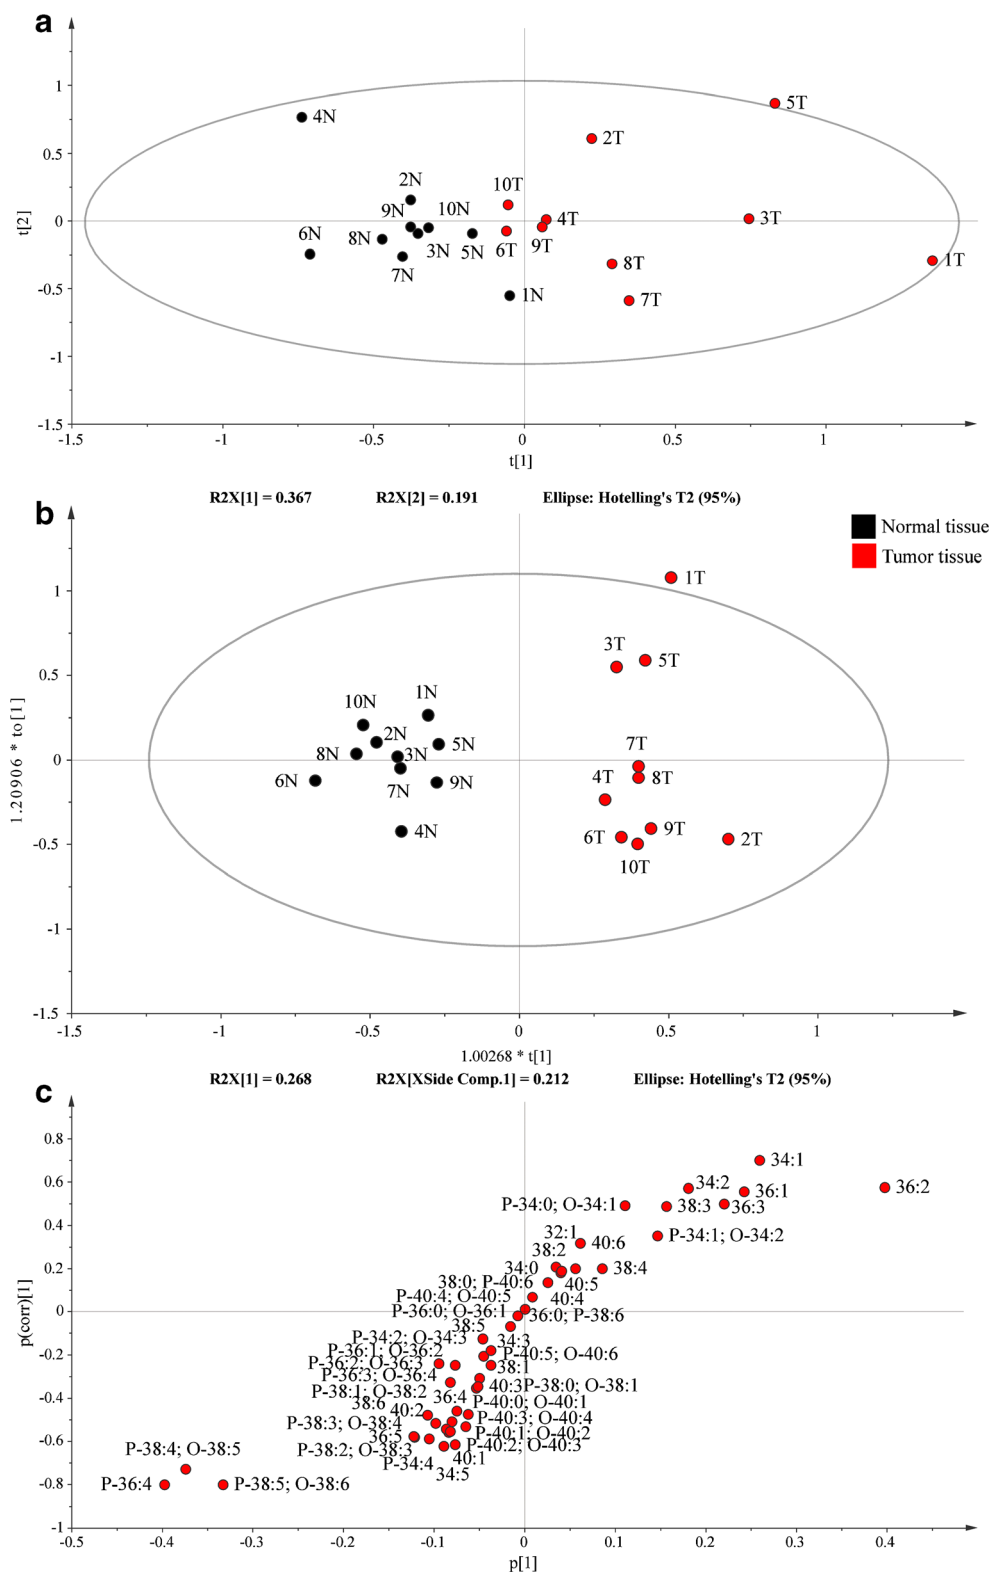 a
1
0.5
0
-0.5
-1
-1.5
t[2]
4N
5T
2T
2N
10T
9N
10N
4T
3T
6N
8N
3N
5N
6T
9T
7N
8T
1T
1N
7T
-1.5
-1
-0.5
0
0.5
1
t[1]
R2X[1] = 0.367
R2X[2] = 0.191
Ellipse: Hotelling's T2 (95%)
b
Normal tissue
Tumor tissue
1
0.5
0
-0.5
-1
-1.5
1.20906 * to[1]
1T
3T
5T
1N
10N
2N
5N
8N
3N
7T
6N
7N
9N
4T
8T
4N
6T
9T
2T
10T
-1.5
-1
-0.5
0
0.5
1
1.00268 * t[1]
R2X[1] = 0.268
R2X[XSide Comp.1] = 0.212
Ellipse: Hotelling's T2 (95%)
c
0.8
0.6
0.4
0.2
0
-0.2
-0.4
-0.6
-0.8
-1
p(corr)[1]
34:1
34:2
36:1
36:2
P-34:0; O-34:1
38:3
36:3
32:1
40:6
P-34:1; O-34:2
38:2
34:0
38:4
38:0; P-40:6
40:5
P-40:4; O-40:5
40:4
P-36:0; O-36:1
36:0; P-38:6
38:5
P-34:2; O-34:3
34:3
P-36:1; O-36:2
P-40:5; O-40:6
P-36:2; O-36:3
38:1
P-36:3; O-36:4
40:3
P-38:0; O-38:1
P-38:1; O-38:2
36:4
P-40:0; O-40:1
38:6
40:2
P-40:3; O-40:4
P-38:3; O-38:4
P-40:1; O-40:2
36:5
P-40:2; O-40:3
P-38:2; O-38:3
40:1
P-34:4
34:5
P-38:4; O-38:5
P-36:4
P-38:5; O-38:6
-0.5
-0.4
-0.3
-0.2
-0.1
0
0.1
0.2
0.3
0.4
p[1]